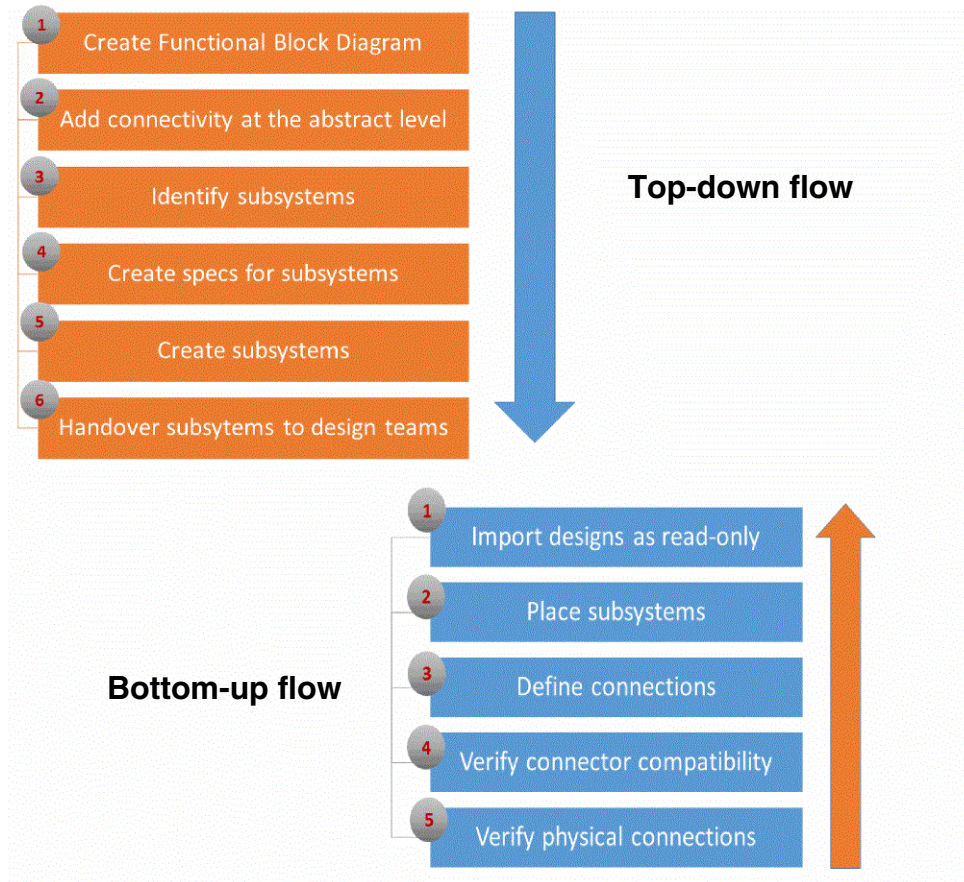 1
Create Functional Block Diagram
2
Add connectivity at the abstract level
3
Identify subsystems
4
Create specs for subsystems
5
Create subsystems
6
Handover subsytems to design teams
Top-down flow
1
Import designs as read-only
2
Place subsystems
3
Define connections
4
Verify connector compatibility
5
Verify physical connections
Bottom-up flow